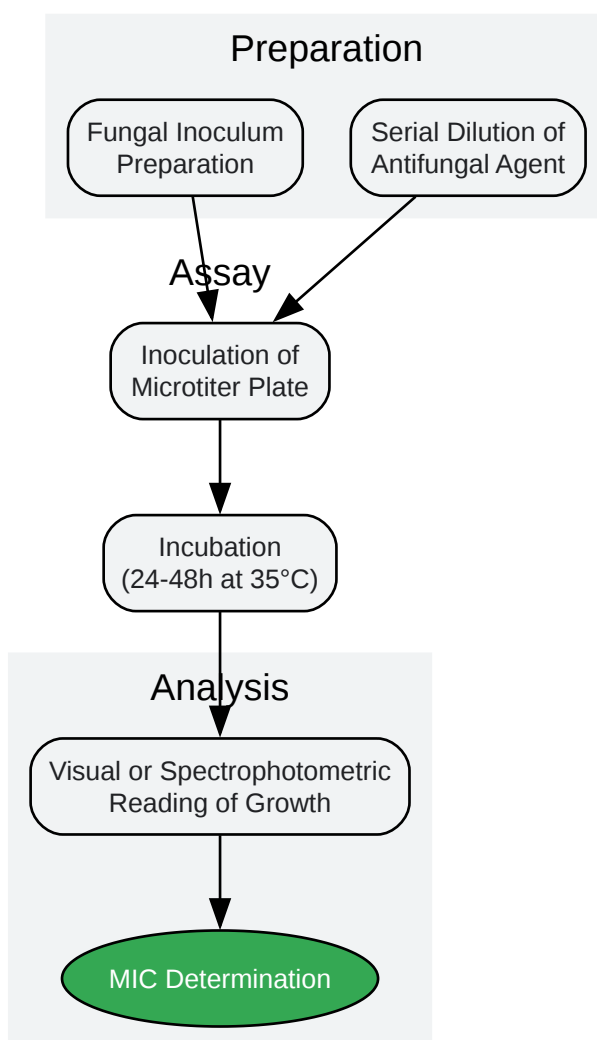 Preparation
Fungal Inoculum
Preparation
Serial Dilution of
Antifungal Agent
Assay
Inoculation of
Microtiter Plate
Incubation
(24-48h at 35°C)
Analysis
Visual or Spectrophotometric
Reading of Growth
MIC Determination